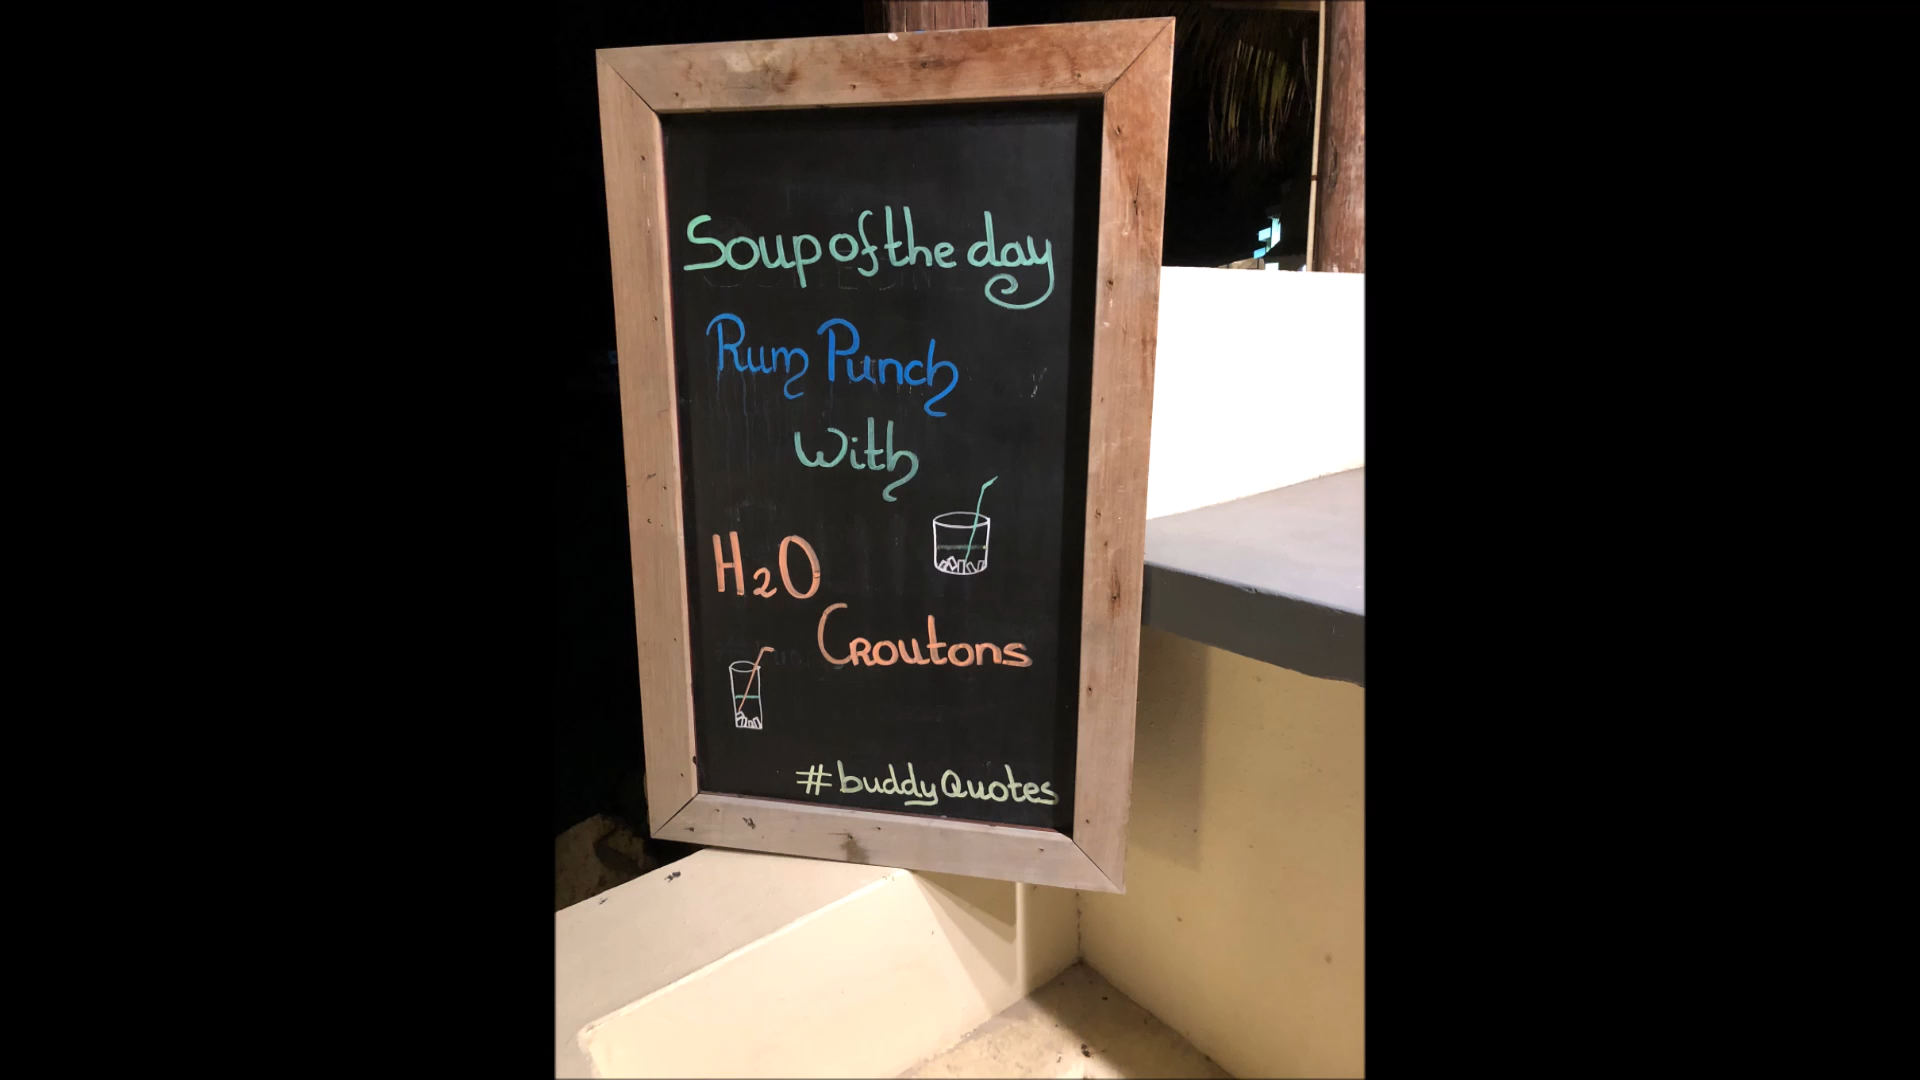 Soup of the day
Rum Punch
With
H2O
Croutons
#buddyQuotes